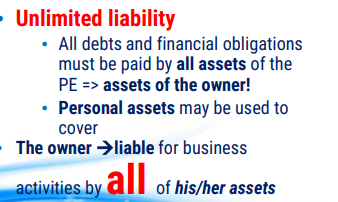 • Unlimited liability
• All debts and financial obligations
must be paid by all assets of the
PE => assets of the owner!
• Personal assets may be used to
cover
• The owner →liable for business
activities by all of his/her assets